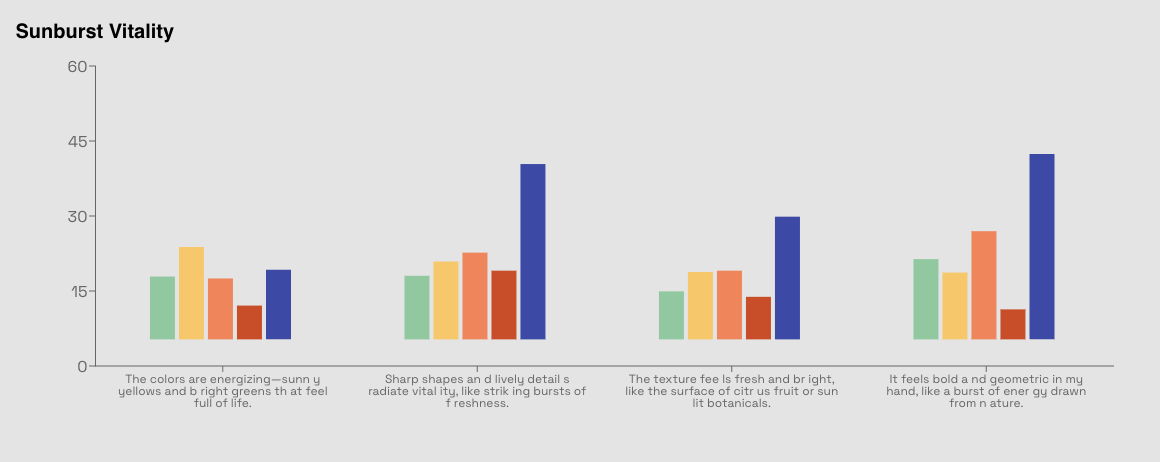 Sunburst Vitality
60
45
30
15
0
The colors are energizing—sunn y
yellows and b right greens th at feel
full of life.
Sharp shapes an d lively detail s
radiate vital ity, like strik ing bursts of
f reshness.
The texture fee ls fresh and br ight,
like the surface of citr us fruit or sun
lit botanicals.
It feels bold a nd geometric in my
hand, like a burst of ener gy drawn
from n ature.